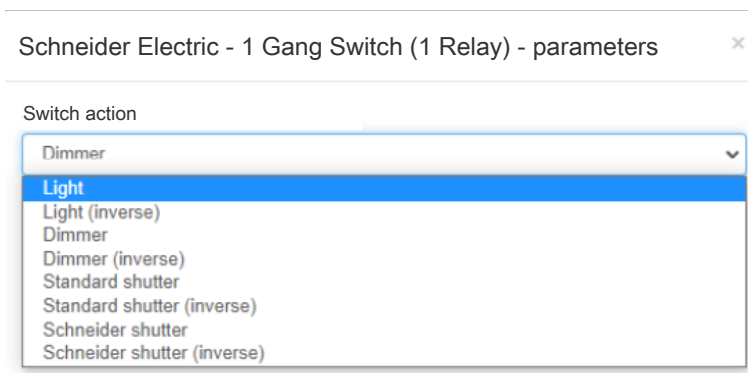 Schneider Electric - 1 Gang Switch (1 Relay) - parameters ×
Switch action
Dimmer
Light
Light (inverse)
Dimmer
Dimmer (inverse)
Standard shutter
Standard shutter (inverse)
Schneider shutter
Schneider shutter (inverse)